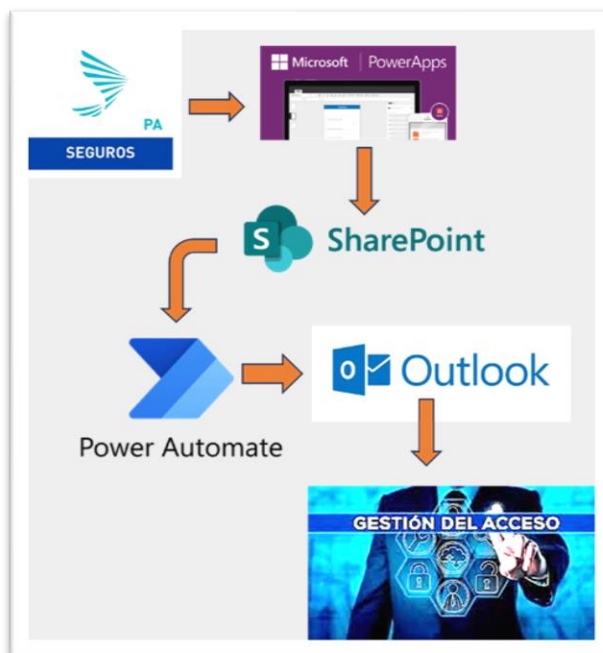 PA
SEGUROS
Microsoft | PowerApps
S SharePoint
Outlook
Power Automate
GESTIÓN DEL ACCESO